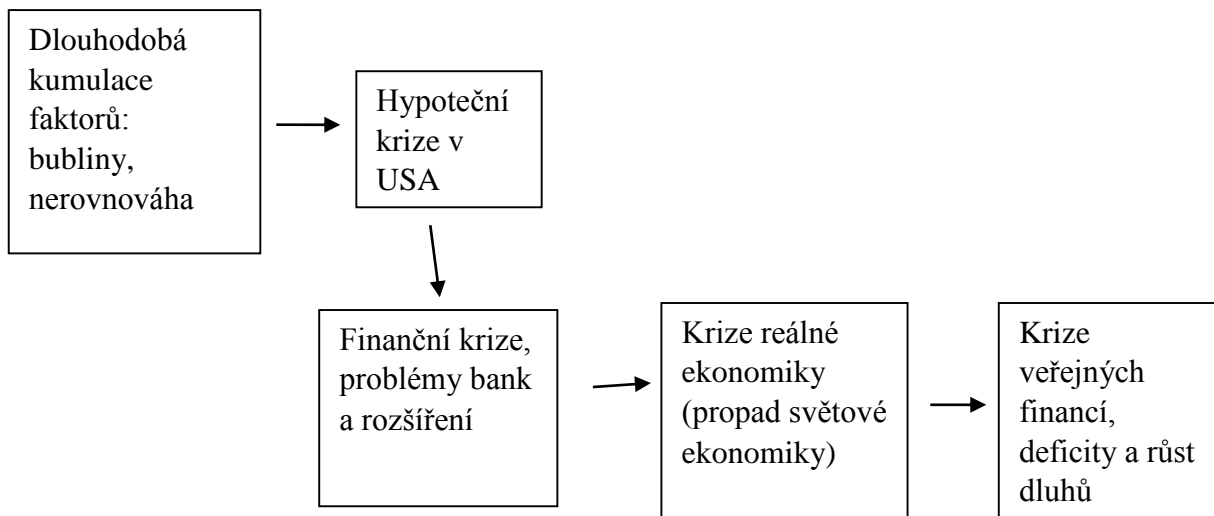 Dlouhodobá
kumulace
faktorů:
bubliny,
nerovnováha
Hypoteční
krize v
USA
Finanční krize,
problémy bank
a rozšíření
Krize reálné
ekonomiky
(propad světové
ekonomiky)
Krize
veřejných
financí,
deficity a růst
dluhů